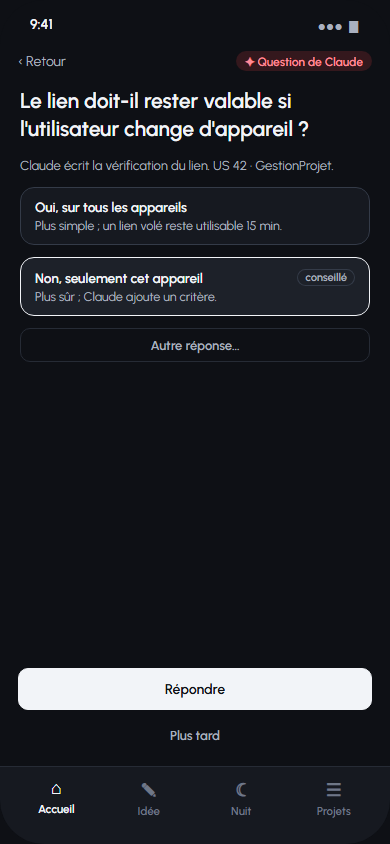 9:41
‹ Retour
✦ Question de Claude
Le lien doit-il rester valable si
l'utilisateur change d'appareil ?
Claude écrit la vérification du lien. US 42 · GestionProjet.
Oui, sur tous les appareils
Plus simple ; un lien volé reste utilisable 15 min.
Non, seulement cet appareil
conseillé
Plus sûr ; Claude ajoute un critère.
Autre réponse...
Répondre
Plus tard
Accueil
Idée
Nuit
Projets